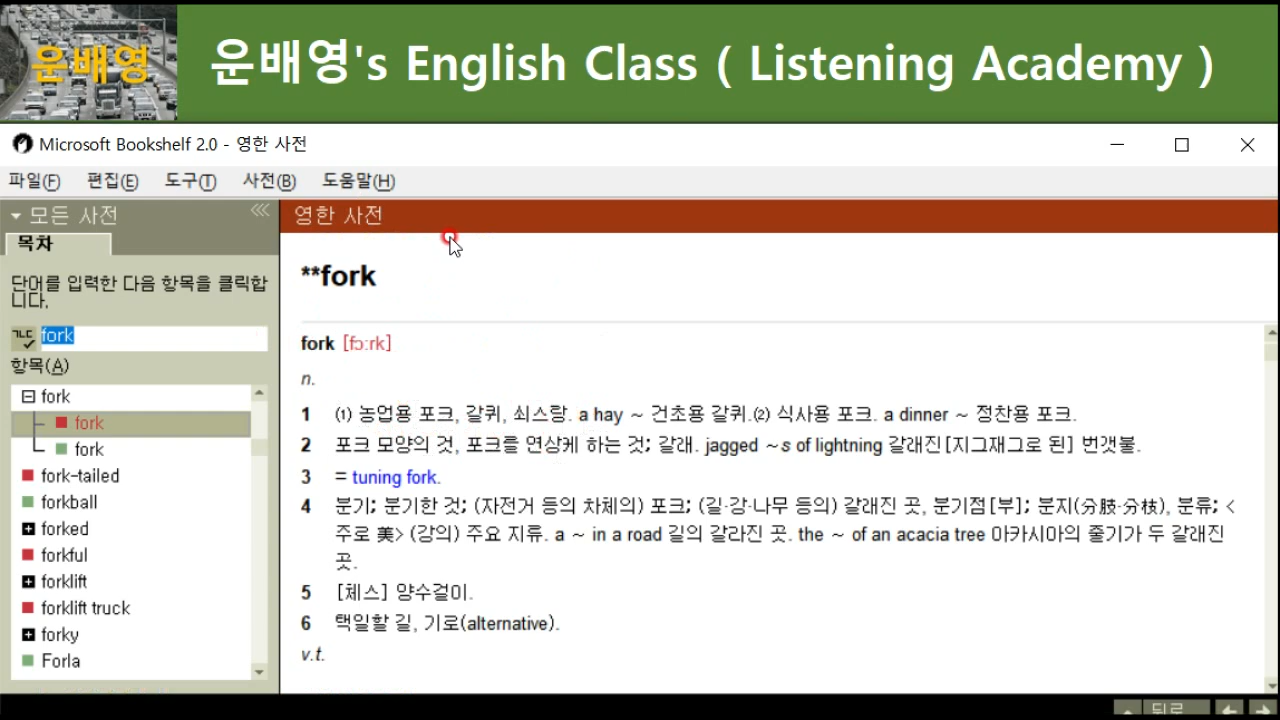 운배영
운배영's English Class ( Listening Academy )
Microsoft Bookshelf 2.0 - 영한 사전
파일(F) 편집(E) 도구(T) 사전(B) 도움말(H)
모든 사전
목차
단어를 입력한 다음 항목을 클릭합
니다.
fork
항목(A)
fork
fork
fork
fork-tailed
forkball
forked
forkful
forklift
forklift truck
forky
Forla
영한 사전
**fork
fork [fɔːrk]
n.
1 ⑴ 농업용 포크, 갈퀴, 쇠스랑. a hay ~ 건초용 갈퀴.⑵ 식사용 포크. a dinner ~ 정찬용 포크.
2 포크 모양의 것, 포크를 연상케 하는 것; 갈래. jagged ~s of lightning 갈래진[지그재그로 된] 번갯불.
3 = tuning fork.
4 분기; 분기한 것; (자전거 등의 차체의) 포크; (길·강·나무 등의) 갈래진 곳, 분기점[부]; 분지(分肢·分枝), 분류; <
주로 美> (강의) 주요 지류. a ~ in a road 길의 갈라진 곳. the ~ of an acacia tree 아카시아의 줄기가 두 갈래진
곳.
5 [체스] 양수걸이.
6 택일할 길, 기로(alternative).
v.t.
뒤로